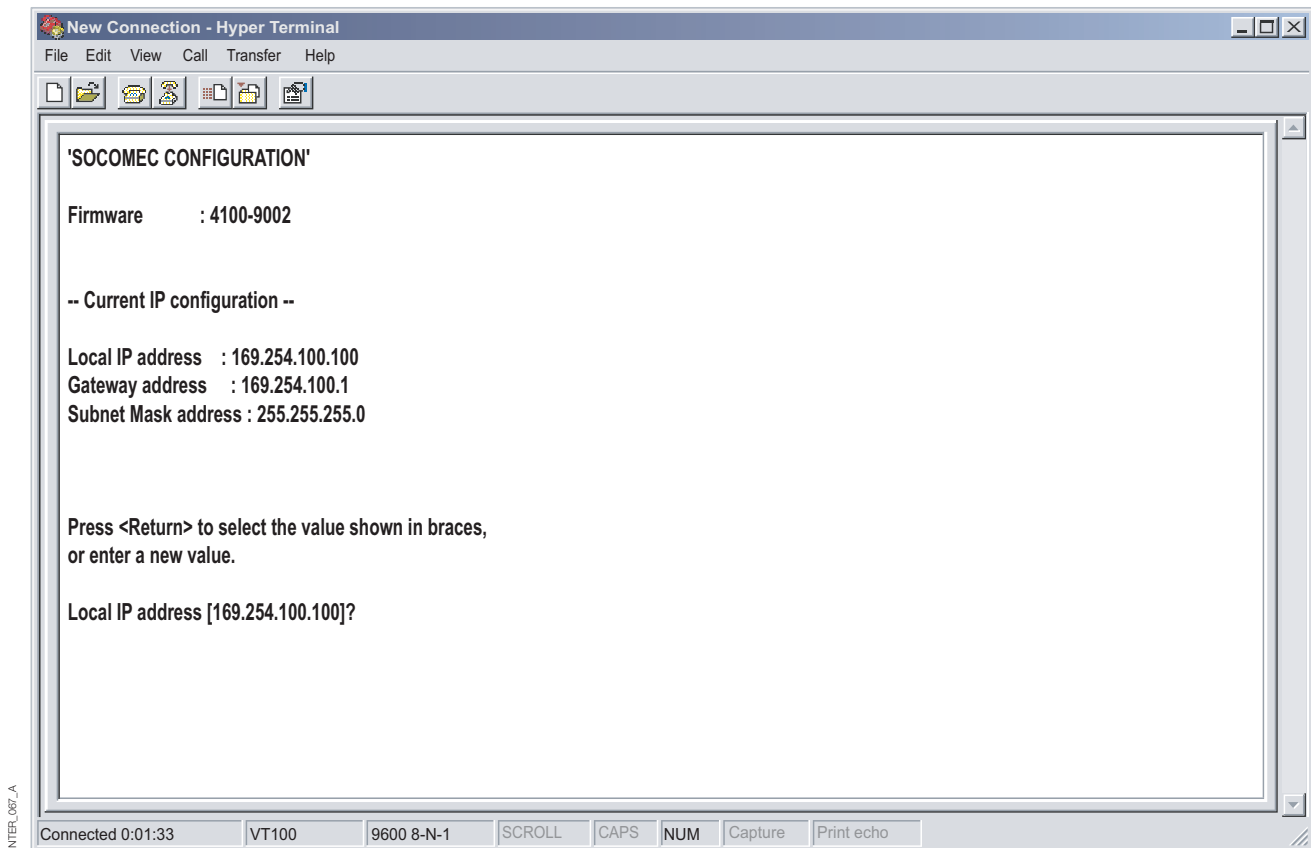 New Connection - Hyper Terminal
File Edit View Call Transfer Help
'SOCOMEC CONFIGURATION'
Firmware : 4100-9002
-- Current IP configuration --
Local IP address : 169.254.100.100
Gateway address : 169.254.100.1
Subnet Mask address : 255.255.255.0
Press <Return> to select the value shown in braces,
or enter a new value.
Local IP address [169.254.100.100]?
Connected 0:01:33 VT100 9600 8-N-1 SCROLL CAPS NUM Capture Print echo
NTER_067_A